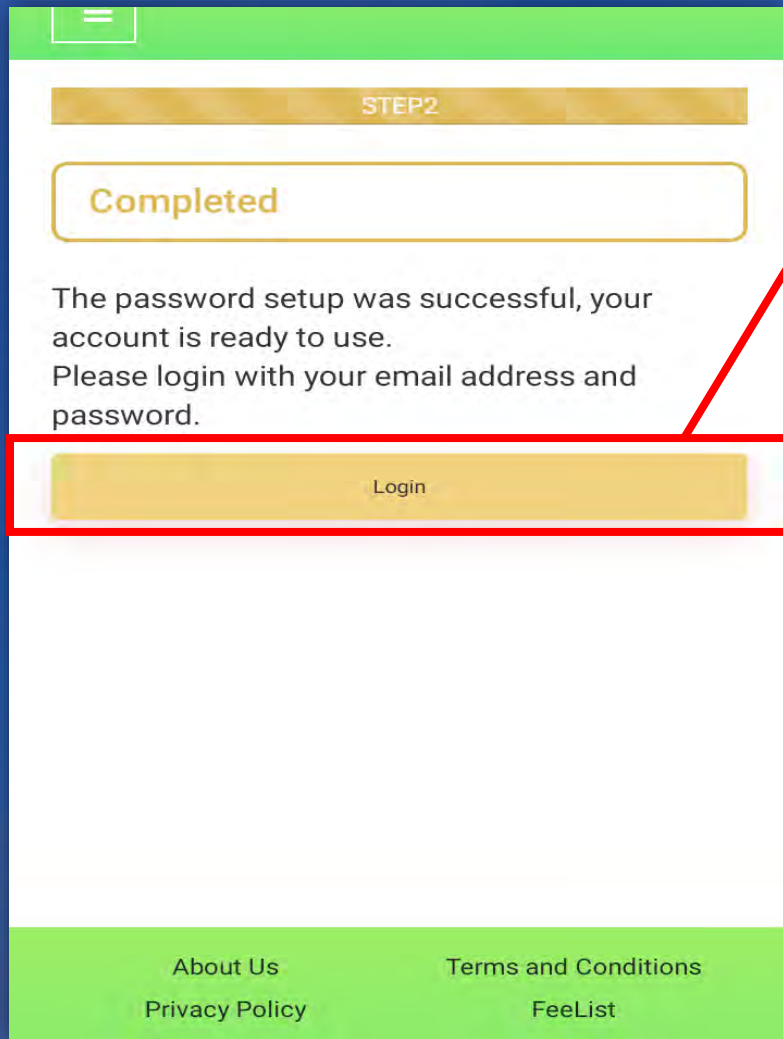 STEP2
Completed
The password setup was successful, your
account is ready to use.
Please login with your email address and
password.
Login
About Us
Terms and Conditions
Privacy Policy
FeeList